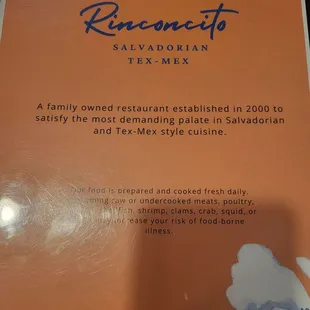 Rinconcito
SALVADORIAN
TEX-MEX
A family owned restaurant established in 2000 to
satisfy the most demanding palate in Salvadorian
and Tex-Mex style cuisine.
food is prepared and cooked fresh daily.
raw or undercooked meats, poultry,
shrimp, clams, crab, squid, or
your risk of food-borne
illness.